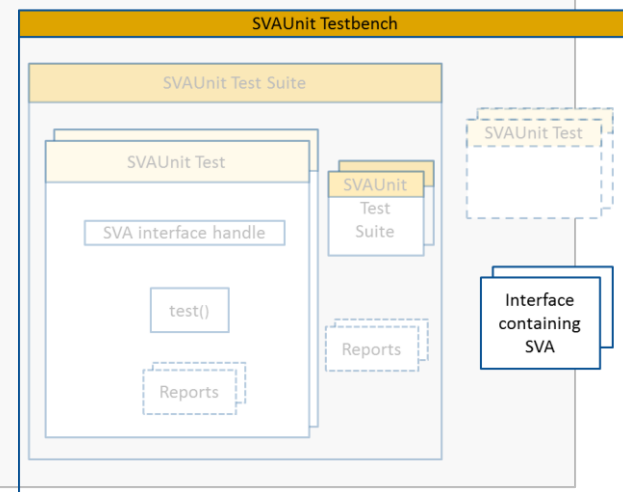 SVAUnit Testbench
SVAUnit Test Suite
SVAUnit Test
SVA interface handle
test()
Reports
SVAUnit
Test
Suite
Reports
SVAUnit Test
Interface
containing
SVA